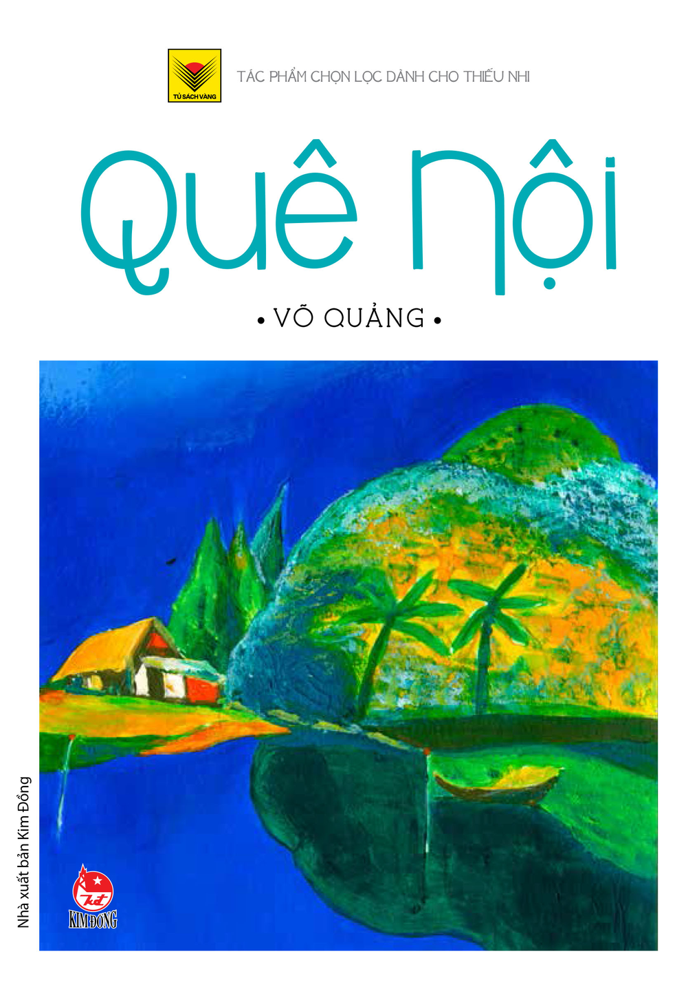 TỦ SÁCH VÀNG
TÁC PHẨM CHỌN LỌC DÀNH CHO THIẾU NHI
Quê Nội
• VÕ QUẢNG •
Nhà xuất bản Kim Đồng
kđ
KIM ĐỒNG